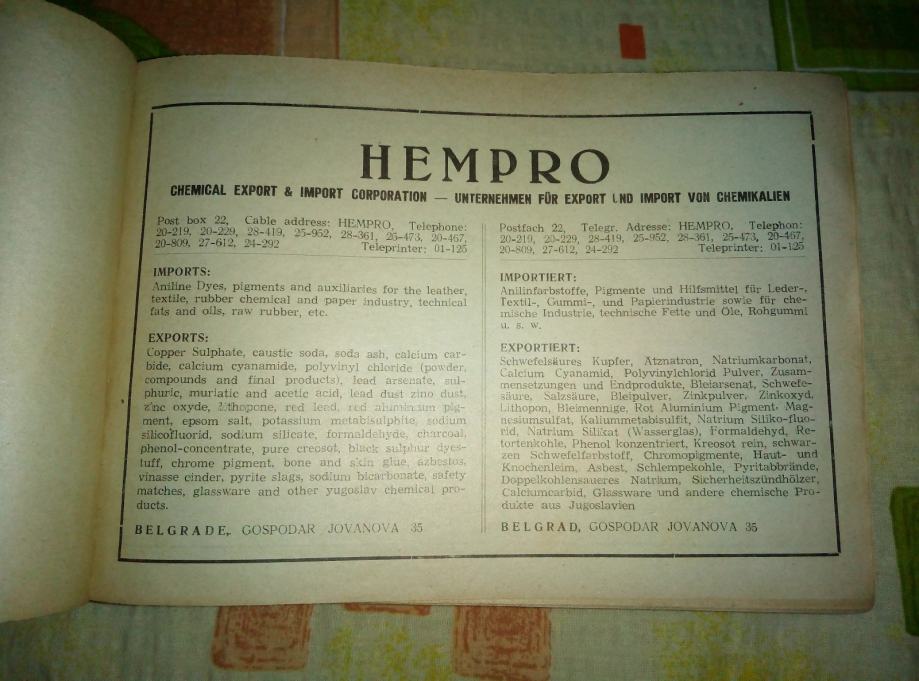 HEMPRO
CHEMICAL EXPORT & IMPORT CORPORATION — UNTERNEHMEN FÜR EXPORT UND IMPORT VON CHEMIKALIEN
Post box 22, Cable address: HEMPRO, Telephone:
20-219, 20-229, 28-419, 25-952, 28-361, 25-473, 20-467,
20-809, 27-612, 24-292 Teleprinter: 01-125
IMPORTS:
Aniline Dyes, pigments and auxiliaries for the leather,
textile, rubber chemical and paper industry, technical
fats and oils, raw rubber, etc.
EXPORTS:
Copper Sulphate, caustic soda, soda ash, calcium car-
bide, calcium cyanamide, polyvinyl chloride (powder,
compounds and final products), lead arsenate, sul-
phuric, muriatic and acetic acid, lead dust zino dust,
zinc oxyde, lithopone, red lead, red aluminum pig-
ment, epsom salt, potassium metabisulphite, sodium
silicofluorid, sodium silicate, formaldehyde, charcoal,
phenol-concentrate, pure creosot, black sulphur dyes-
tuff, chrome pigment, bone and skin glue, azbestos,
vinasse cinder, pyrite slags, sodium bicarbonate, safety
matches, glassware and other yugoslav chemical pro-
ducts.
BELGRADE, GOSPODAR JOVANOVA 35
Postfach 22, Telegr. Adresse: HEMPRO, Telephon:
20-219, 20-229, 28-419, 25-952, 28-361, 25-473, 20-467,
20-809, 27-612, 24-292 Teleprinter: 01-125
IMPORTIERT:
Anilinfarbstoffe, Pigmente und Hilfsmittel für Leder-,
Textil-, Gummi-, und Papierindustrie sowie für che-
mische Industrie, technische Fette und Öle, Rohgummi
u. s. w.
EXPORTIERT:
Schwefelsäures Kupfer, Atznatron, Natriumkarbonat,
Calcium Cyanamid, Polyvinylchlorid Pulver, Zusam-
mensetzungen und Endprodukte, Bleiarsenat, Schwefe-
säure, Salzsäure, Bleipulver, Zinkpulver, Zinkoxyd,
Lithopon, Bleimennige, Rot Aluminium Pigment, Mag-
nesiumsulfat, Kaliummetabisulfit, Natrium Siliko-fluo-
rid, Natrium Silikat (Wasserglas), Formaldehyd, Re-
tortenkohle, Phenol konzentriert, Kreosot rein, schwar-
zen Schwefelfarbstoff, Chromopigmente, Haut- und
Knochenleim, Asbest, Schlempekohle, Pyritabbrände,
Doppelkohlensaueres Natrium, Sicherheitszündhölzer,
Calciumcarbid, Glassware und andere chemische Pro-
dukte aus Jugoslavien
BELGRAD, GOSPODAR JOVANOVA 35